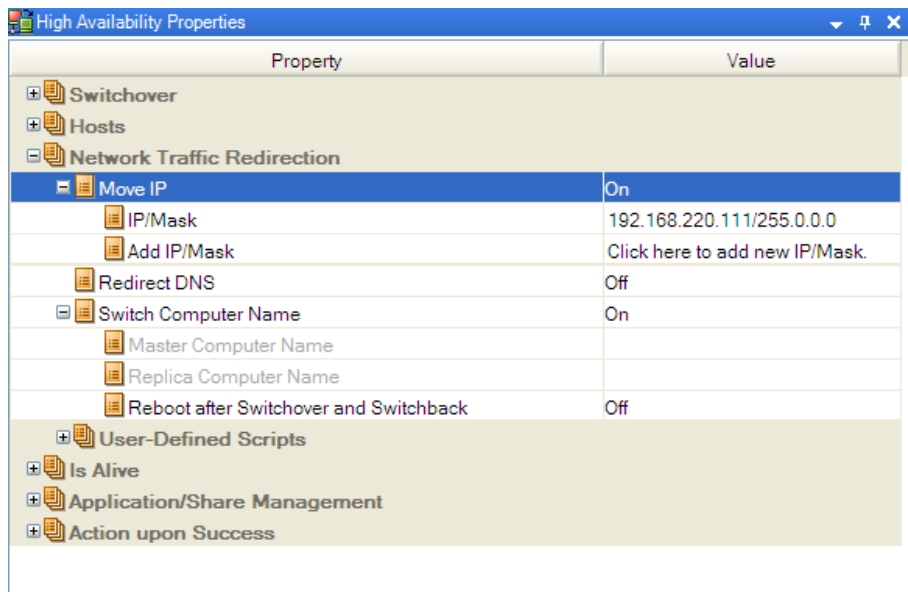 High Availability Properties
Property Value
Switchover
Hosts
Network Traffic Redirection
Move IP On
IP/Mask 192.168.220.111/255.0.0.0
Add IP/Mask Click here to add new IP/Mask.
Redirect DNS Off
Switch Computer Name On
Master Computer Name
Replica Computer Name
Reboot after Switchover and Switchback Off
User-Defined Scripts
Is Alive
Application/Share Management
Action upon Success